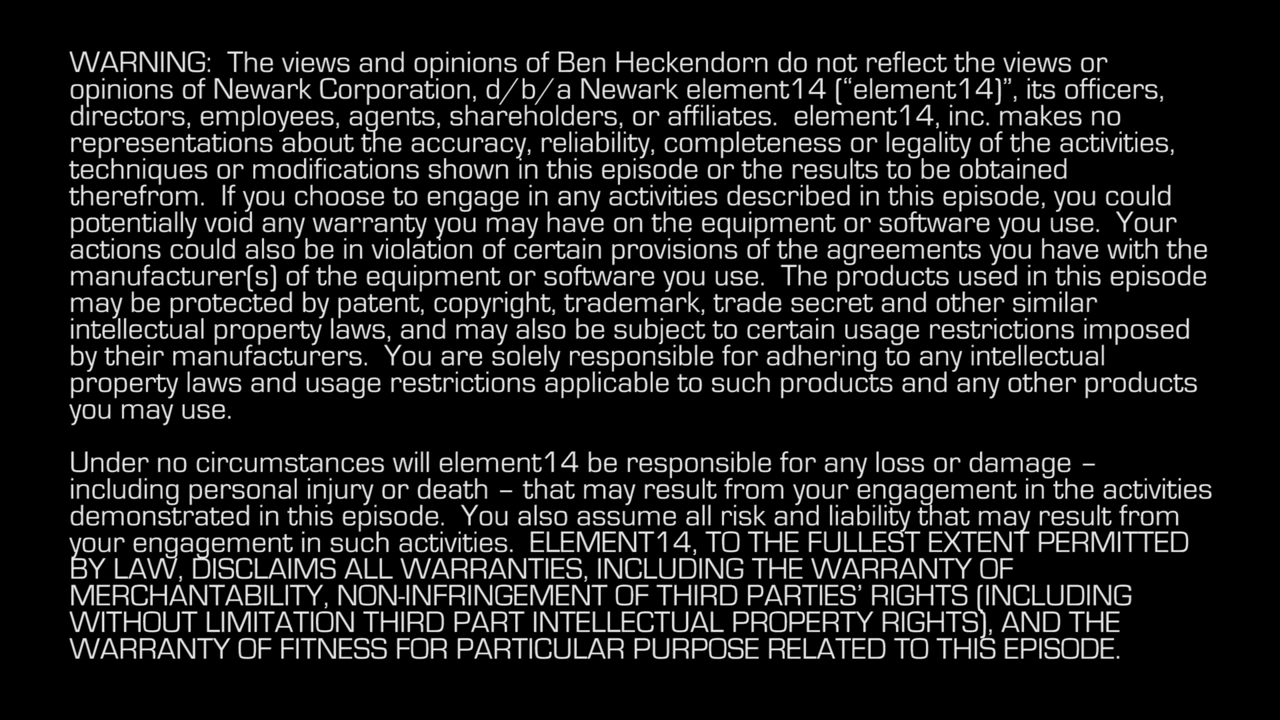 WARNING:  The views and opinions of Ben Heckendorn do not reflect the views or
opinions of Newark Corporation, d/b/a Newark element14 (“element14)”, its officers,
directors, employees, agents, shareholders, or affiliates.  element14, inc. makes no
representations about the accuracy, reliability, completeness or legality of the activities,
techniques or modifications shown in this episode or the results to be obtained
therefrom.  If you choose to engage in any activities described in this episode, you could
potentially void any warranty you may have on the equipment or software you use.  Your
actions could also be in violation of certain provisions of the agreements you have with the
manufacturer(s) of the equipment or software you use.  The products used in this episode
may be protected by patent, copyright, trademark, trade secret and other similar
intellectual property laws, and may also be subject to certain usage restrictions imposed
by their manufacturers.  You are solely responsible for adhering to any intellectual
property laws and usage restrictions applicable to such products and any other products
you may use.
Under no circumstances will element14 be responsible for any loss or damage –
including personal injury or death – that may result from your engagement in the activities
demonstrated in this episode.  You also assume all risk and liability that may result from
your engagement in such activities.  ELEMENT14, TO THE FULLEST EXTENT PERMITTED
BY LAW, DISCLAIMS ALL WARRANTIES, INCLUDING THE WARRANTY OF
MERCHANTABILITY, NON-INFRINGEMENT OF THIRD PARTIES’ RIGHTS (INCLUDING
WITHOUT LIMITATION THIRD PART INTELLECTUAL PROPERTY RIGHTS), AND THE
WARRANTY OF FITNESS FOR PARTICULAR PURPOSE RELATED TO THIS EPISODE.